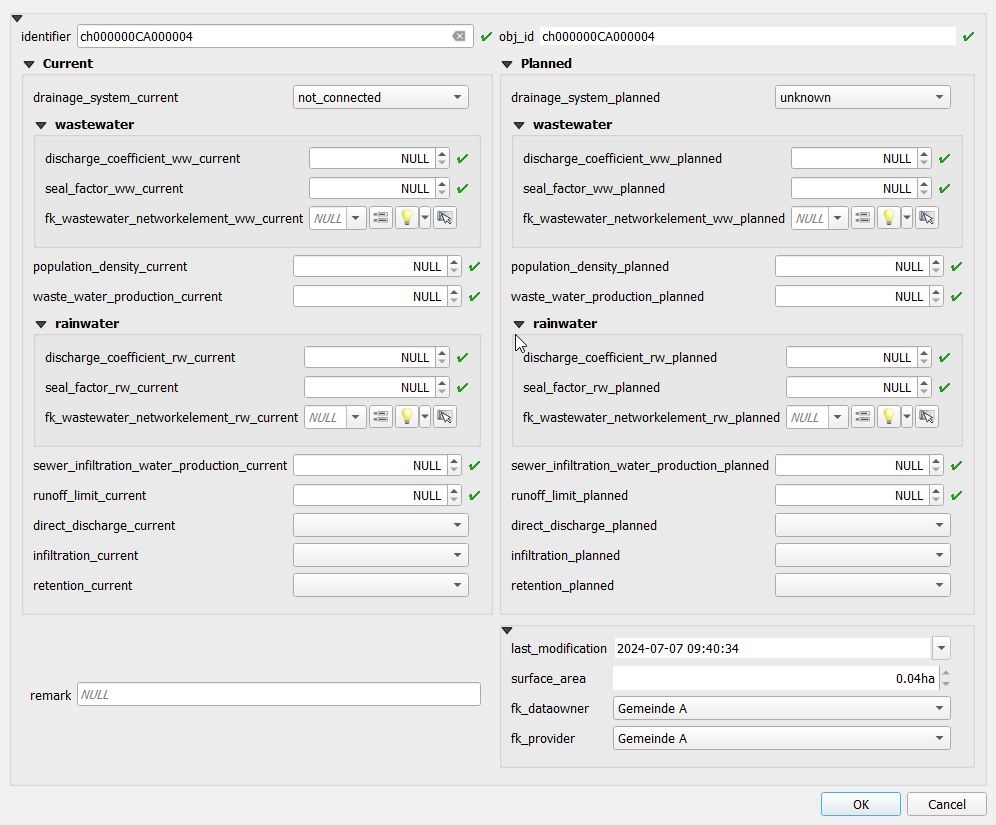 identifier ch000000CA000004 obj_id ch000000CA000004
Current
drainage_system_current not_connected
wastewater
discharge_coefficient_ww_current NULL
seal_factor_ww_current NULL
fk_wastewater_networkelement_ww_current NULL
population_density_current NULL
waste_water_production_current NULL
rainwater
discharge_coefficient_rw_current NULL
seal_factor_rw_current NULL
fk_wastewater_networkelement_rw_current NULL
sewer_infiltration_water_production_current NULL
runoff_limit_current NULL
direct_discharge_current
infiltration_current
retention_current
Planned
drainage_system_planned unknown
wastewater
discharge_coefficient_ww_planned NULL
seal_factor_ww_planned NULL
fk_wastewater_networkelement_ww_planned NULL
population_density_planned NULL
waste_water_production_planned NULL
rainwater
discharge_coefficient_rw_planned NULL
seal_factor_rw_planned NULL
fk_wastewater_networkelement_rw_planned NULL
sewer_infiltration_water_production_planned NULL
runoff_limit_planned NULL
direct_discharge_planned
infiltration_planned
retention_planned
remark NULL
last_modification 2024-07-07 09:40:34
surface_area 0.04ha
fk_dataowner Gemeinde A
fk_provider Gemeinde A
OK Cancel